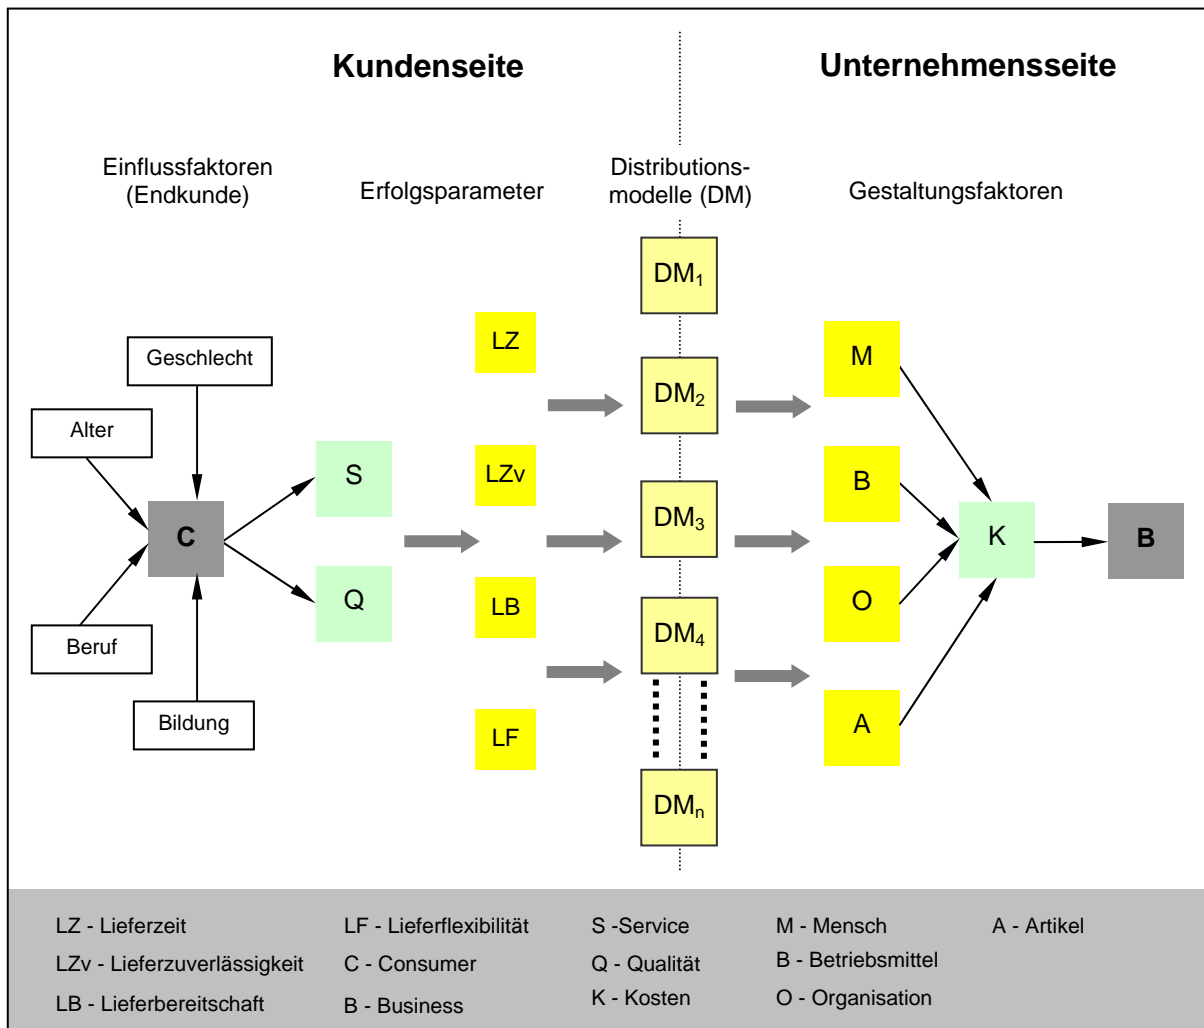 Kundenseite
Unternehmensseite
Einflussfaktoren
(Endkunde)
Erfolgsparameter
Distributions-
modelle (DM)
Gestaltungsfaktoren
Geschlecht
Alter
Beruf
Bildung
C
S
Q
LZ
LZv
LB
LF
DM1
DM2
DM3
DM4
DMn
M
B
O
A
K
B
LZ - Lieferzeit
LZv - Lieferzuverlässigkeit
LB - Lieferbereitschaft
LF - Lieferflexibilität
C - Consumer
B - Business
S -Service
Q - Qualität
K - Kosten
M - Mensch
B - Betriebsmittel
O - Organisation
A - Artikel